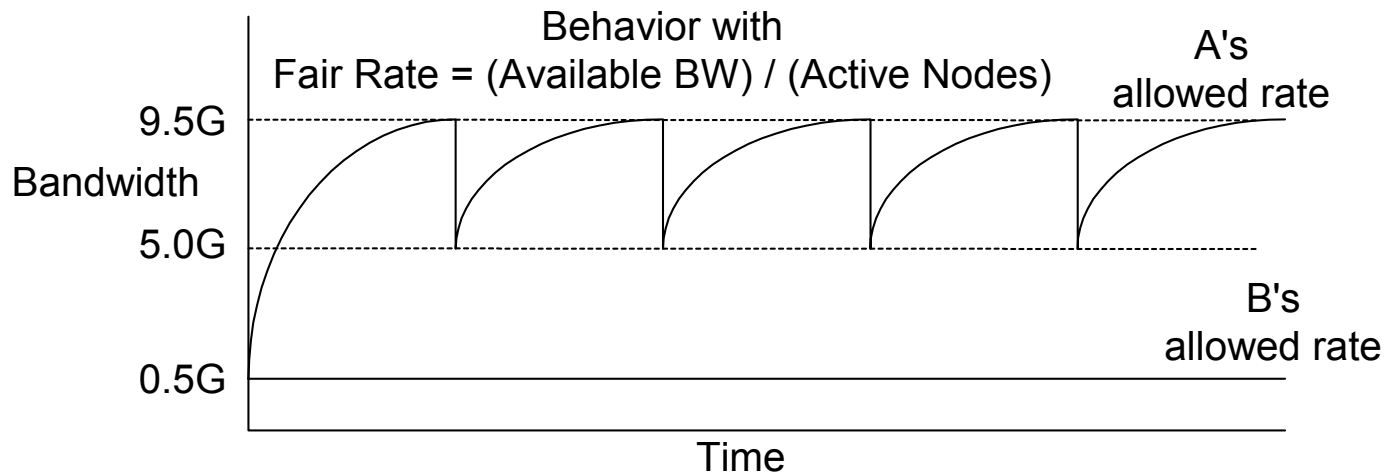 Behavior with
Fair Rate = (Available BW) / (Active Nodes)
A's
allowed rate
9.5G
Bandwidth
5.0G
B's
allowed rate
0.5G
Time